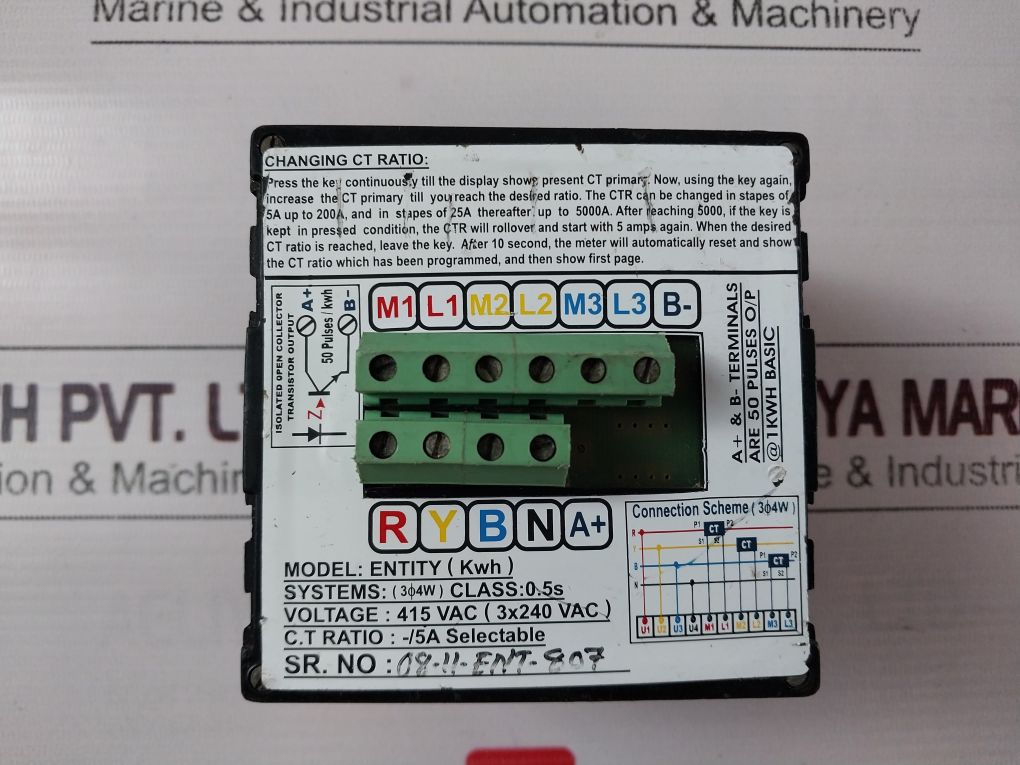 Marine & Industrial Automation & Machinery
CHANGING CT RATIO:
Press the key continuously till the display shows present CT primary. Now, using the key again,
increase the CT primary till you reach the desired ratio. The CTR can be changed in stapes of
5A up to 200A, and in stapes of 25A thereafter up to 5000A. After reaching 5000, if the key is
kept in pressed condition, the CTR will rollover and start with 5 amps again. When the desired
CT ratio is reached, leave the key. After 10 second, the meter will automatically reset and show
the CT ratio which has been programmed, and then show first page.
ISOLATED OPEN COLLECTOR
TRANSISTOR OUTPUT
A+
B-
50 Pulses / kwh
Z
M1 L1 M2 L2 M3 L3 B-
A+ & B- TERMINALS
ARE 50 PULSES O/P
@ 1KWH BASIC
H PVT. L
YA MAR
ion & Machin
e & Industri
R Y B N A+
MODEL: ENTITY ( Kwh )
SYSTEMS: (3ϕ4W) CLASS:0.5s
VOLTAGE : 415 VAC ( 3x240 VAC )
C.T RATIO : -/5A Selectable
SR. NO : 08-11-ENT-807
Connection Scheme (3ϕ4W)
R
Y
B
N
P1 CT P2
S1 S2
CT
P1 P2
CT
S1 S2
U1 U2 U3 U4 M1 L1 M2 L2 M3 L3